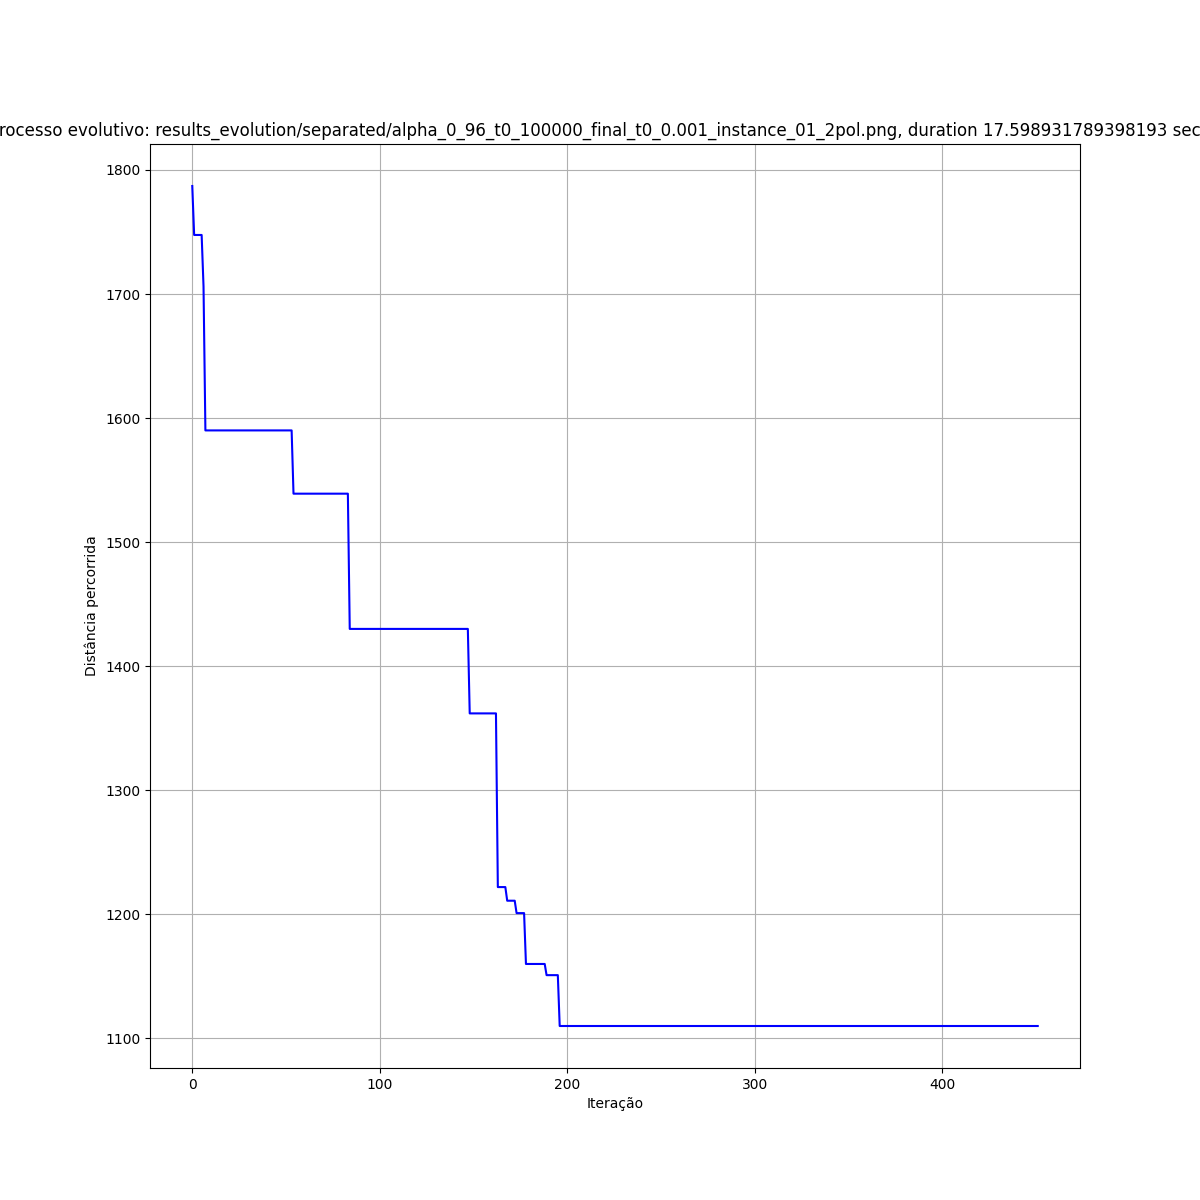 rocesso evolutivo: results_evolution/separated/alpha_0_96_t0_100000_final_t0_0.001_instance_01_2pol.png, duration 17.598931789398193 sec
1800
1700
1600
1500
1400
1300
1200
1100
Distância percorrida
0 100 200 300 400
Iteração